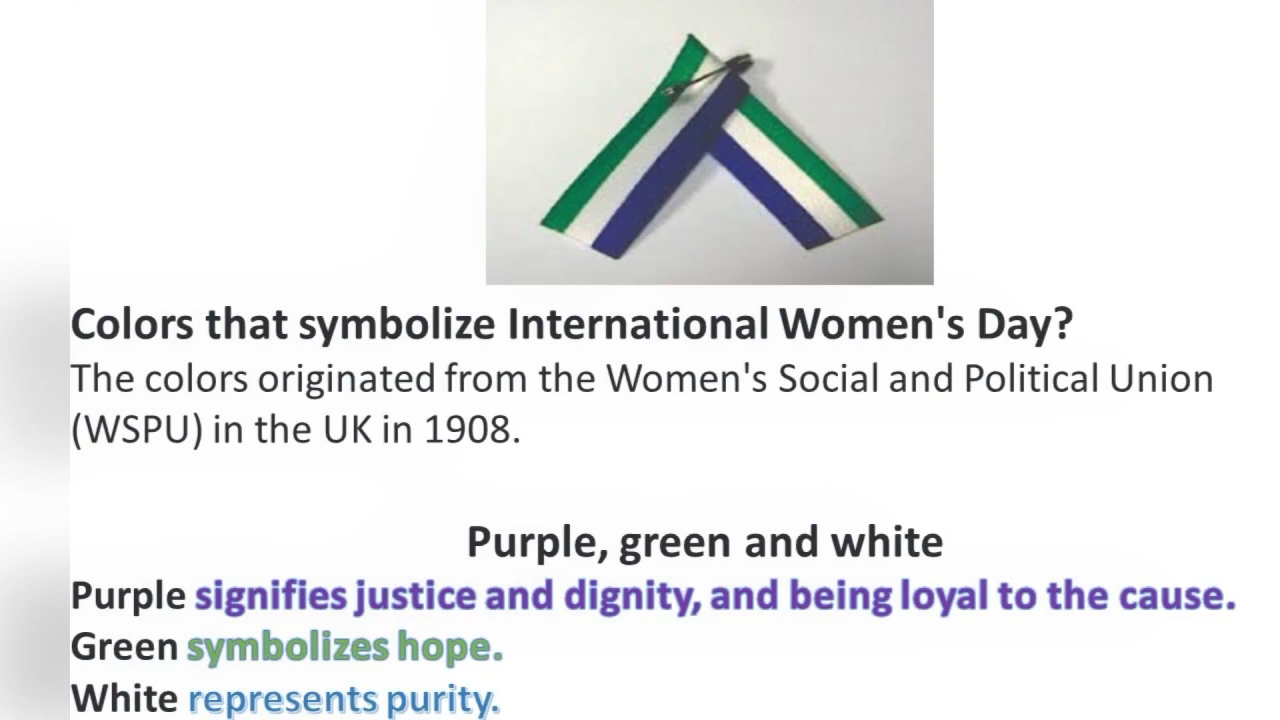 Colors that symbolize International Women's Day?
The colors originated from the Women's Social and Political Union
(WSPU) in the UK in 1908.
Purple, green and white
Purple signifies justice and dignity, and being loyal to the cause.
Green symbolizes hope.
White represents purity.